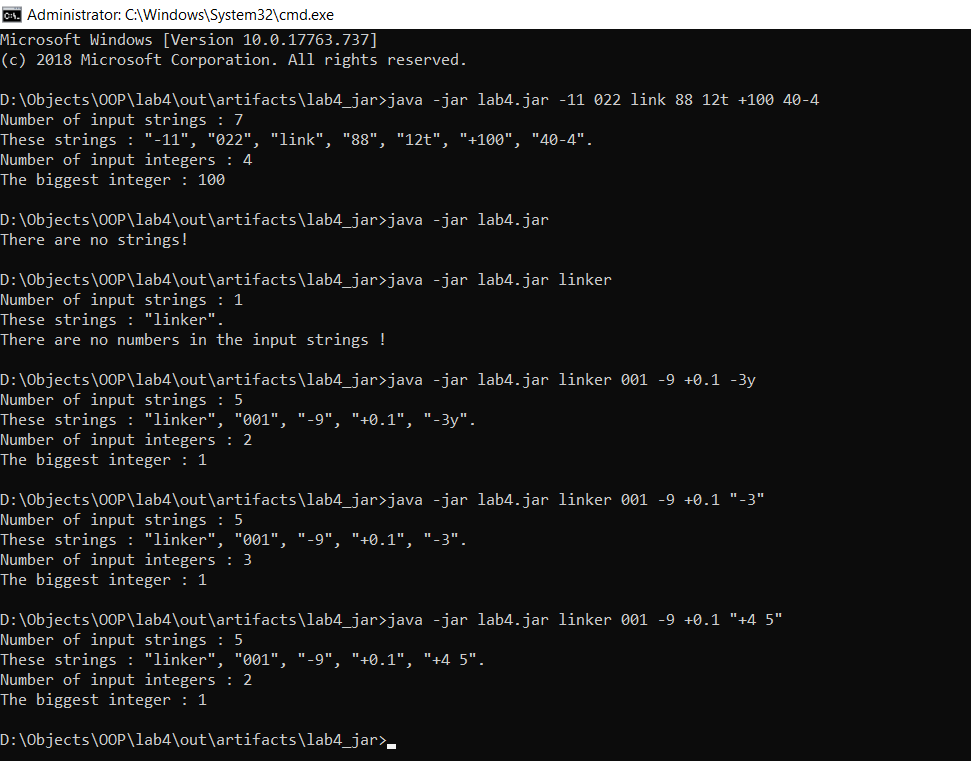 Administrator: C:\Windows\System32\cmd.exe
Microsoft Windows [Version 10.0.17763.737]
(c) 2018 Microsoft Corporation. All rights reserved.
D:\Objects\OOP\lab4\out\artifacts\lab4_jar>java -jar lab4.jar -11 022 link 88 12t +100 40-4
Number of input strings : 7
These strings : "-11", "022", "link", "88", "12t", "+100", "40-4".
Number of input integers : 4
The biggest integer : 100
D:\Objects\OOP\lab4\out\artifacts\lab4_jar>java -jar lab4.jar
There are no strings!
D:\Objects\OOP\lab4\out\artifacts\lab4_jar>java -jar lab4.jar linker
Number of input strings : 1
These strings : "linker".
There are no numbers in the input strings !
D:\Objects\OOP\lab4\out\artifacts\lab4_jar>java -jar lab4.jar linker 001 -9 +0.1 -3y
Number of input strings : 5
These strings : "linker", "001", "-9", "+0.1", "-3y".
Number of input integers : 2
The biggest integer : 1
D:\Objects\OOP\lab4\out\artifacts\lab4_jar>java -jar lab4.jar linker 001 -9 +0.1 "-3"
Number of input strings : 5
These strings : "linker", "001", "-9", "+0.1", "-3".
Number of input integers : 3
The biggest integer : 1
D:\Objects\OOP\lab4\out\artifacts\lab4_jar>java -jar lab4.jar linker 001 -9 +0.1 "+4 5"
Number of input strings : 5
These strings : "linker", "001", "-9", "+0.1", "+4 5".
Number of input integers : 2
The biggest integer : 1
D:\Objects\OOP\lab4\out\artifacts\lab4_jar>